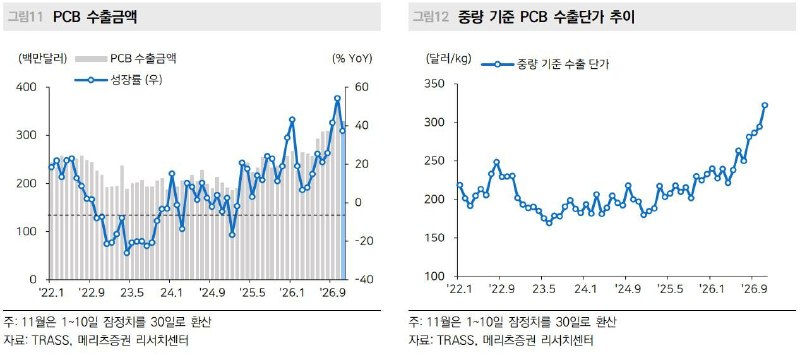 그림11 PCB 수출금액
(백만달러)
PCB 수출금액
성장률 (우)
(% YoY)
400
300
200
100
0
60
40
20
0
-20
-40
'22.1 '22.9 '23.5 24.1 '24.9 '25.5 '26.1 '26.9
주: 11월은 1~10일 잠정치를 30일로 환산
자료: TRASS, 메리츠증권 리서치센터
그림12 중량 기준 PCB 수출단가 추이
(달러/kg)
중량 기준 수출 단가
350
300
250
200
150
100
'22.1 '22.9 23.5 '24.1 '24.9 '25.5 '26.1 '26.9
주: 11월은 1~10일 잠정치를 30일로 환산
자료: TRASS, 메리츠증권 리서치센터